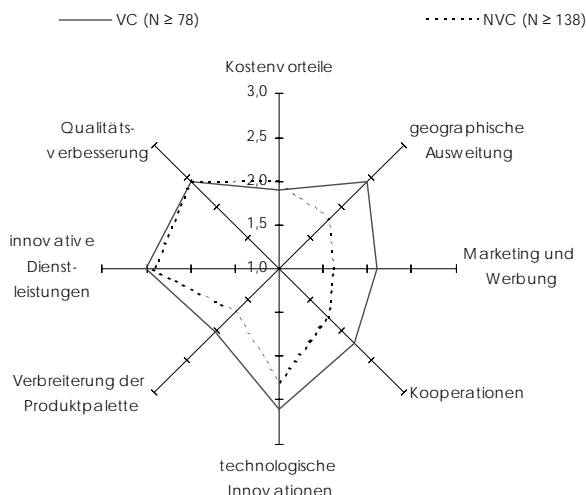 VC (N ≥ 78)
NVC (N ≥ 138)
Kostenvorteile
3,0
2,5
2,0
1,5
1,0
geographische
Ausweitung
Marketing und
Werbung
Kooperationen
technologische
Innovationen
Verbreiterung der
Produktpalette
innovative
Dienst-
leistungen
Qualitäts-
verbesserung